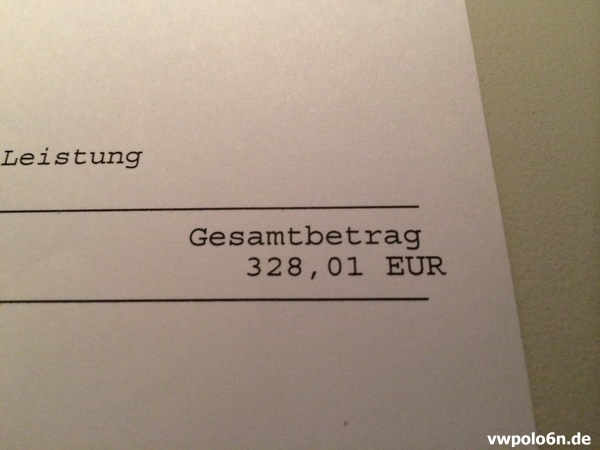 Leistung
Gesamtbetrag
328,01 EUR
vwpolo6n.de